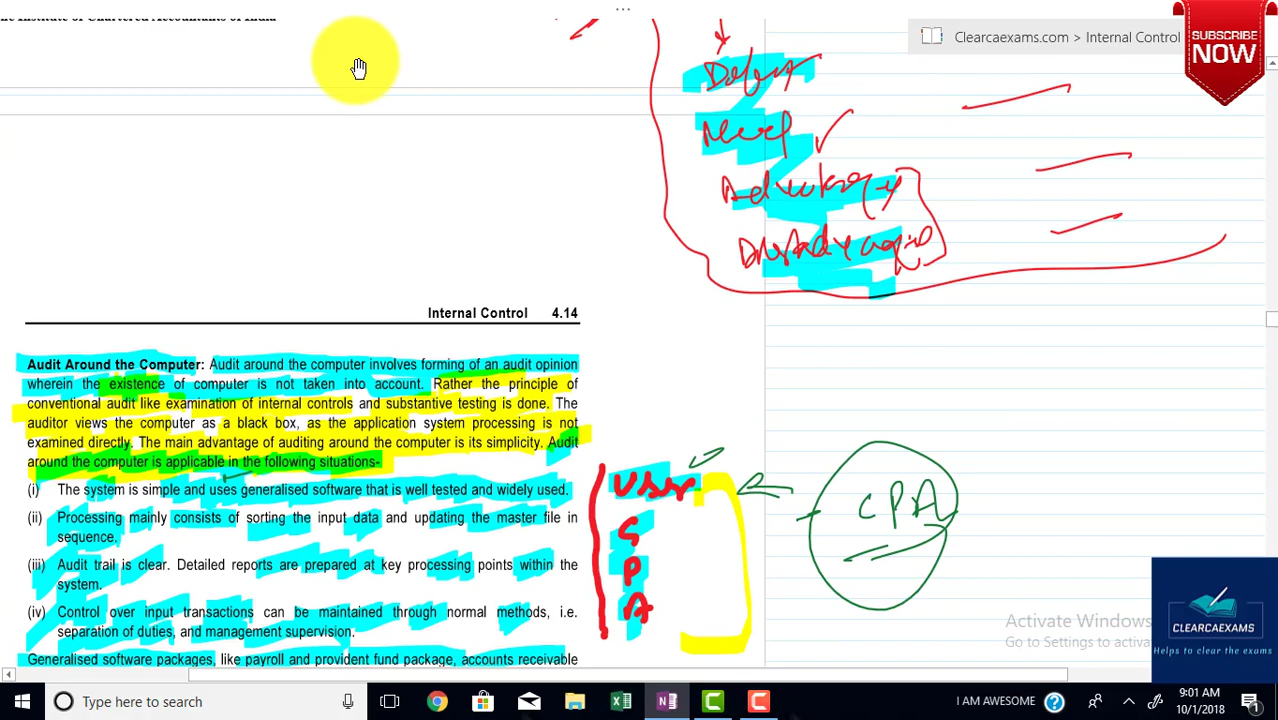 The Institute of Chartered Accountants of India
Clearcaexams.com > Internal Control
SUBSCRIBE
NOW
Internal Control 4.14
Audit Around the Computer: Audit around the computer involves forming of an audit opinion
wherein the existence of computer is not taken into account. Rather the principle of
conventional audit like examination of internal controls and substantive testing is done. The
auditor views the computer as a black box, as the application system processing is not
examined directly. The main advantage of auditing around the computer is its simplicity. Audit
around the computer is applicable in the following situations-
(i) The system is simple and uses generalised software that is well tested and widely used.
(ii) Processing mainly consists of sorting the input data and updating the master file in
sequence.
(iii) Audit trail is clear. Detailed reports are prepared at key processing points within the
system.
(iv) Control over input transactions can be maintained through normal methods, i.e.
separation of duties, and management supervision.
Generalised software packages, like payroll and provident fund package, accounts receivable
User
S
P
A
CPA
Activate Windows
Go to Settings to activa
CLEARCAEXAMS
Helps to clear the exams
Type here to search
I AM AWESOME
9:01 AM
10/1/2018